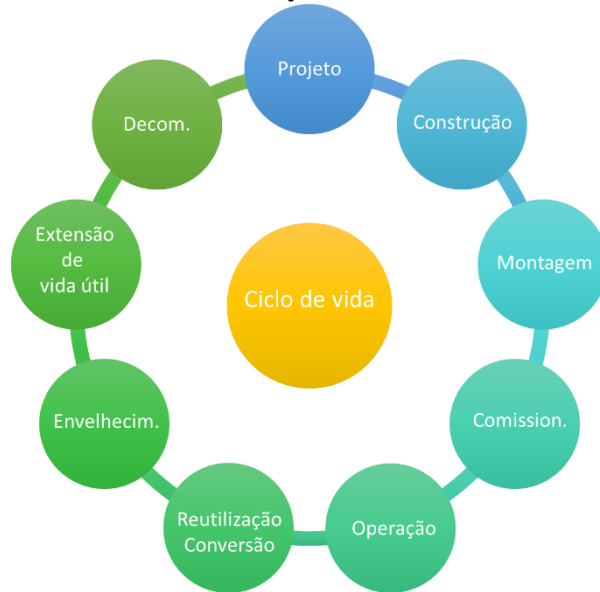 Projeto
Construção
Montagem
Comission.
Operação
Reutilização
Conversão
Envelhecim.
Extensão
de
vida útil
Decom.
Ciclo de vida